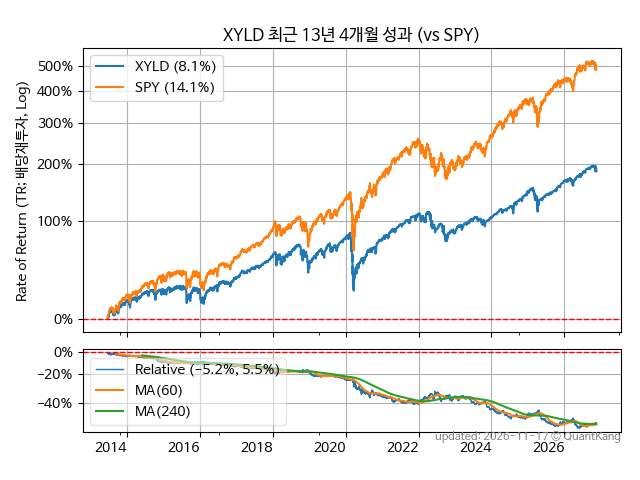 XYLD 최근 13년 4개월 성과 (vs SPY)
Rate of Return (TR: 배당재투자, Log)
500%
400%
300%
200%
100%
0%
XYLD (8.1%)
SPY (14.1%)
0%
−20%
−40%
Relative (−5.2%, 5.5%)
MA(60)
MA(240)
updated: 2026-11-17 © QuantKang
2014 2016 2018 2020 2022 2024 2026